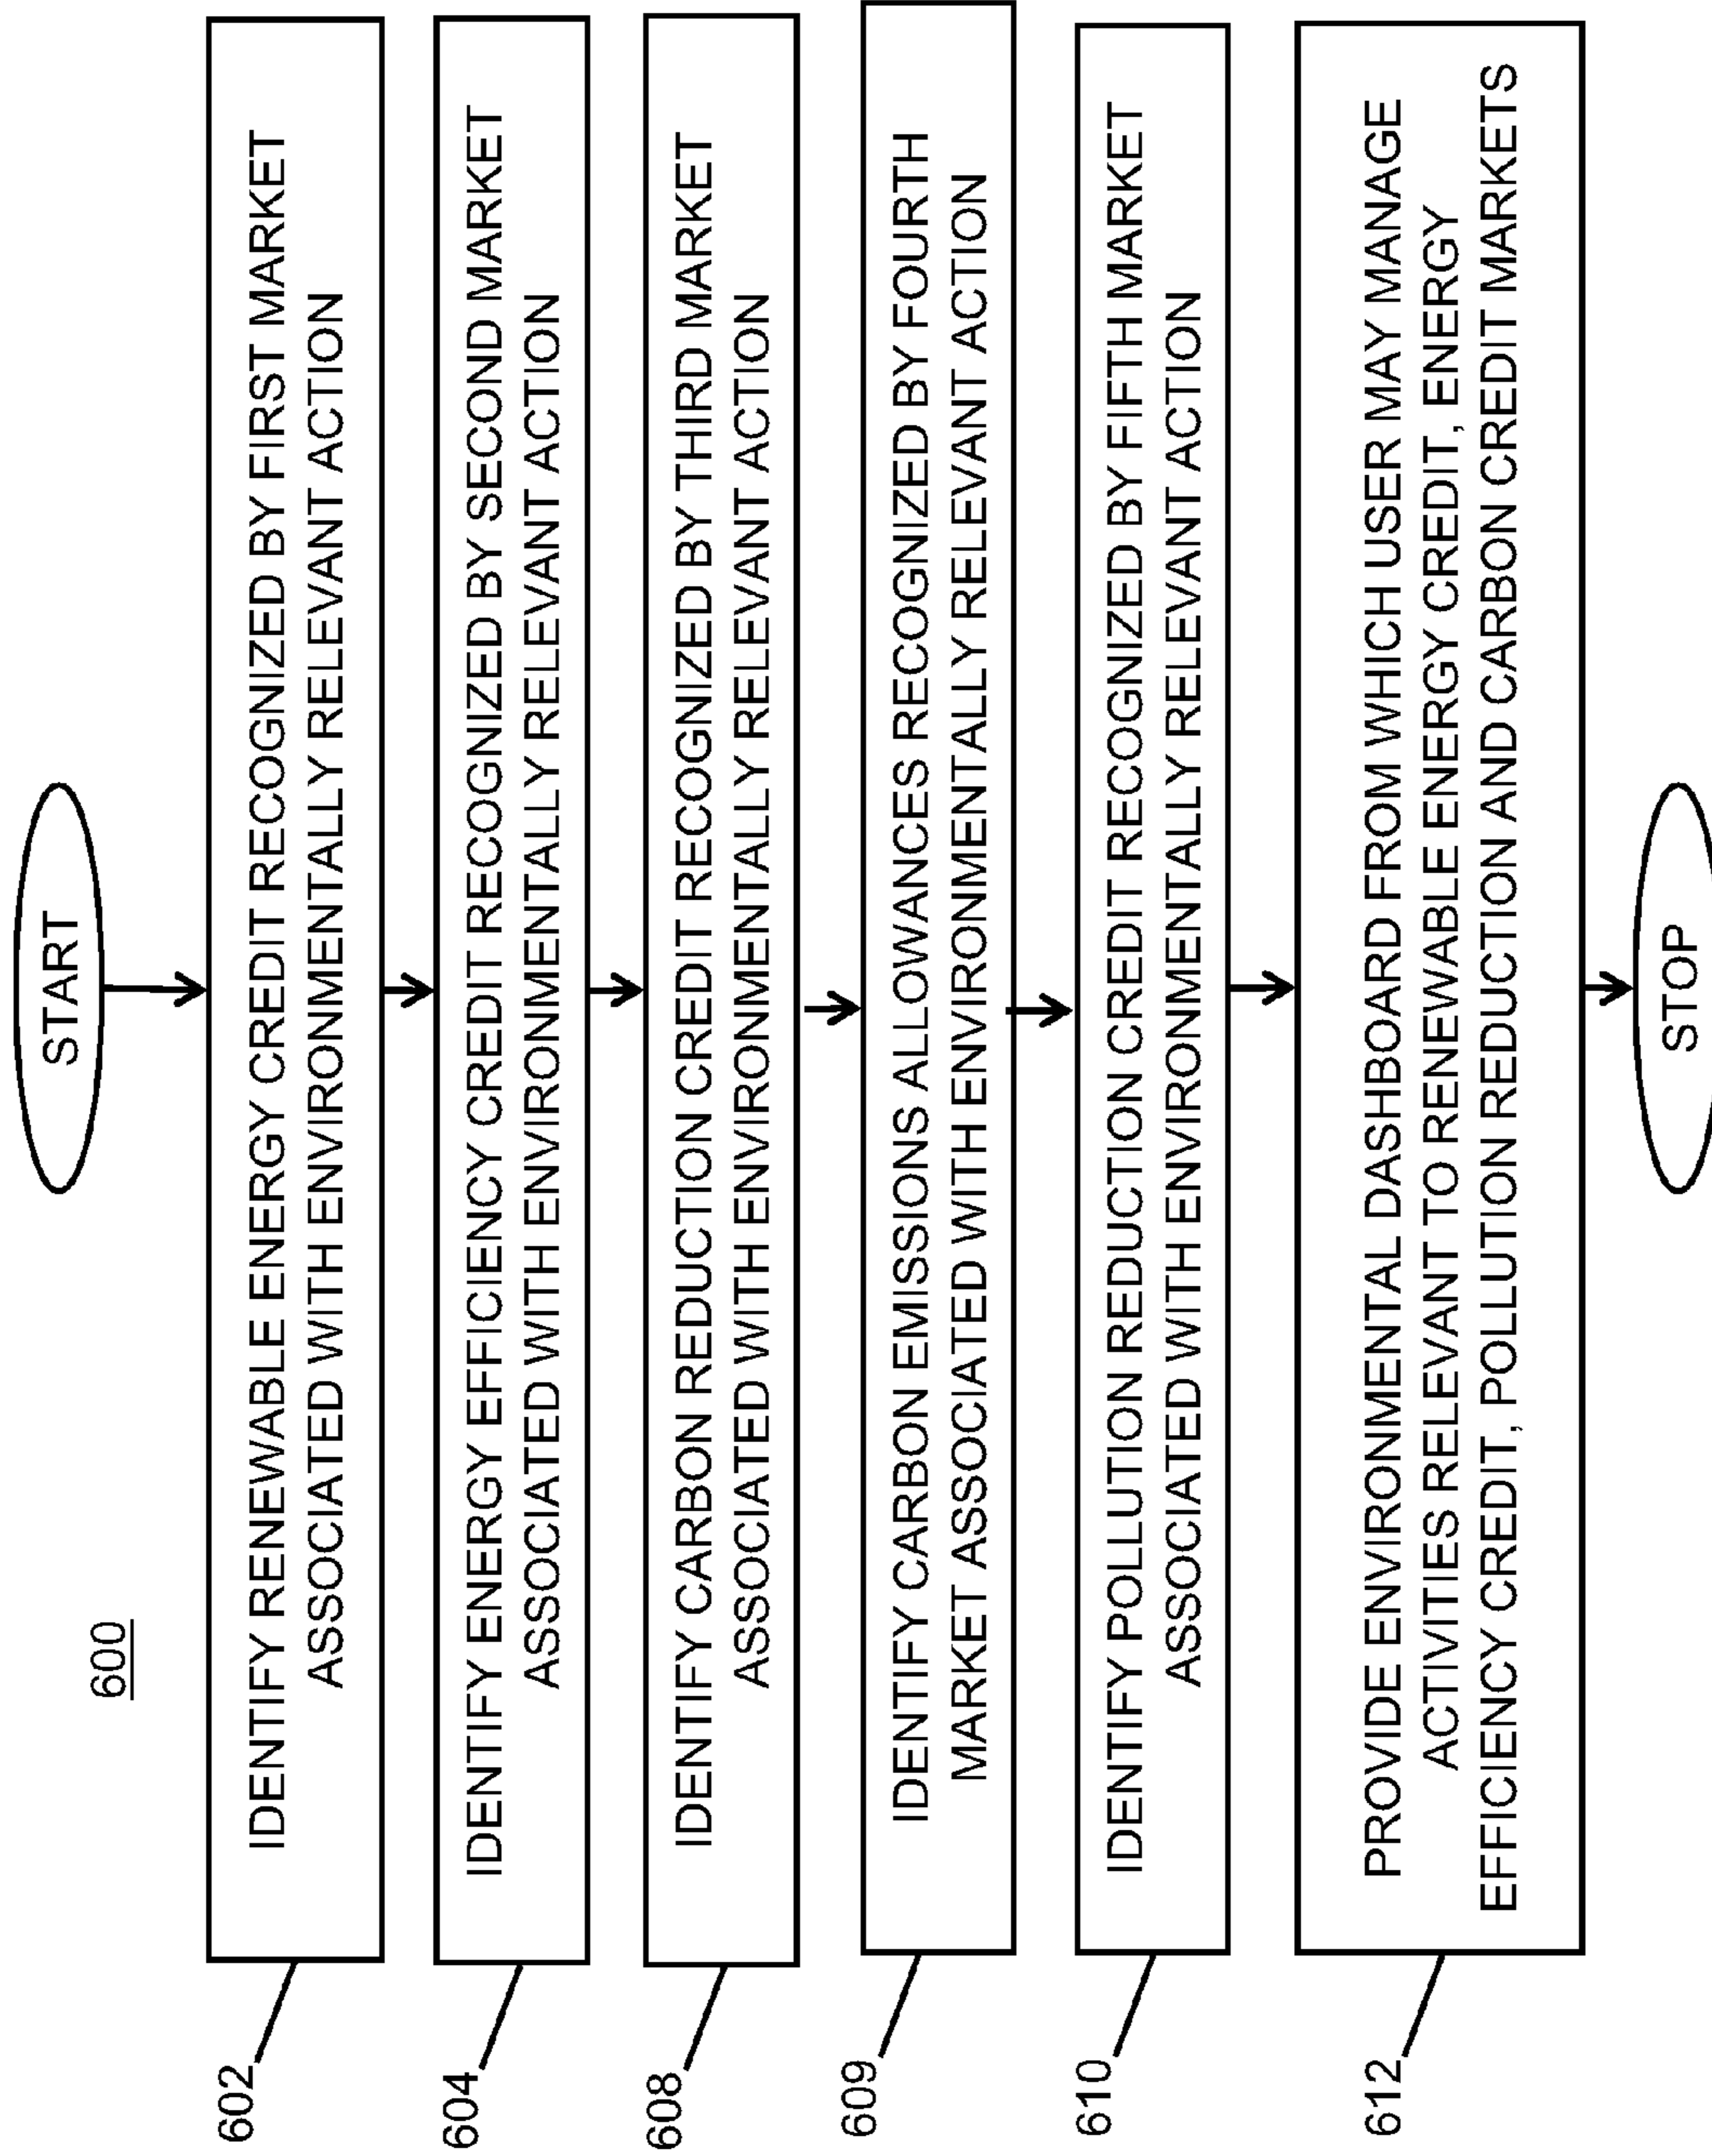 600
START
602
IDENTIFY RENEWABLE ENERGY CREDIT RECOGNIZED BY FIRST MARKET
ASSOCIATED WITH ENVIRONMENTALLY RELEVANT ACTION
604
IDENTIFY ENERGY EFFICIENCY CREDIT RECOGNIZED BY SECOND MARKET
ASSOCIATED WITH ENVIRONMENTALLY RELEVANT ACTION
608
IDENTIFY CARBON REDUCTION CREDIT RECOGNIZED BY THIRD MARKET
ASSOCIATED WITH ENVIRONMENTALLY RELEVANT ACTION
609
IDENTIFY CARBON EMISSIONS ALLOWANCES RECOGNIZED BY FOURTH
MARKET ASSOCIATED WITH ENVIRONMENTALLY RELEVANT ACTION
610
IDENTIFY POLLUTION REDUCTION CREDIT RECOGNIZED BY FIFTH MARKET
ASSOCIATED WITH ENVIRONMENTALLY RELEVANT ACTION
612
PROVIDE ENVIRONMENTAL DASHBOARD FROM WHICH USER MAY MANAGE
ACTIVITIES RELEVANT TO RENEWABLE ENERGY CREDIT, ENERGY
EFFICIENCY CREDIT, POLLUTION REDUCTION AND CARBON CREDIT MARKETS
STOP